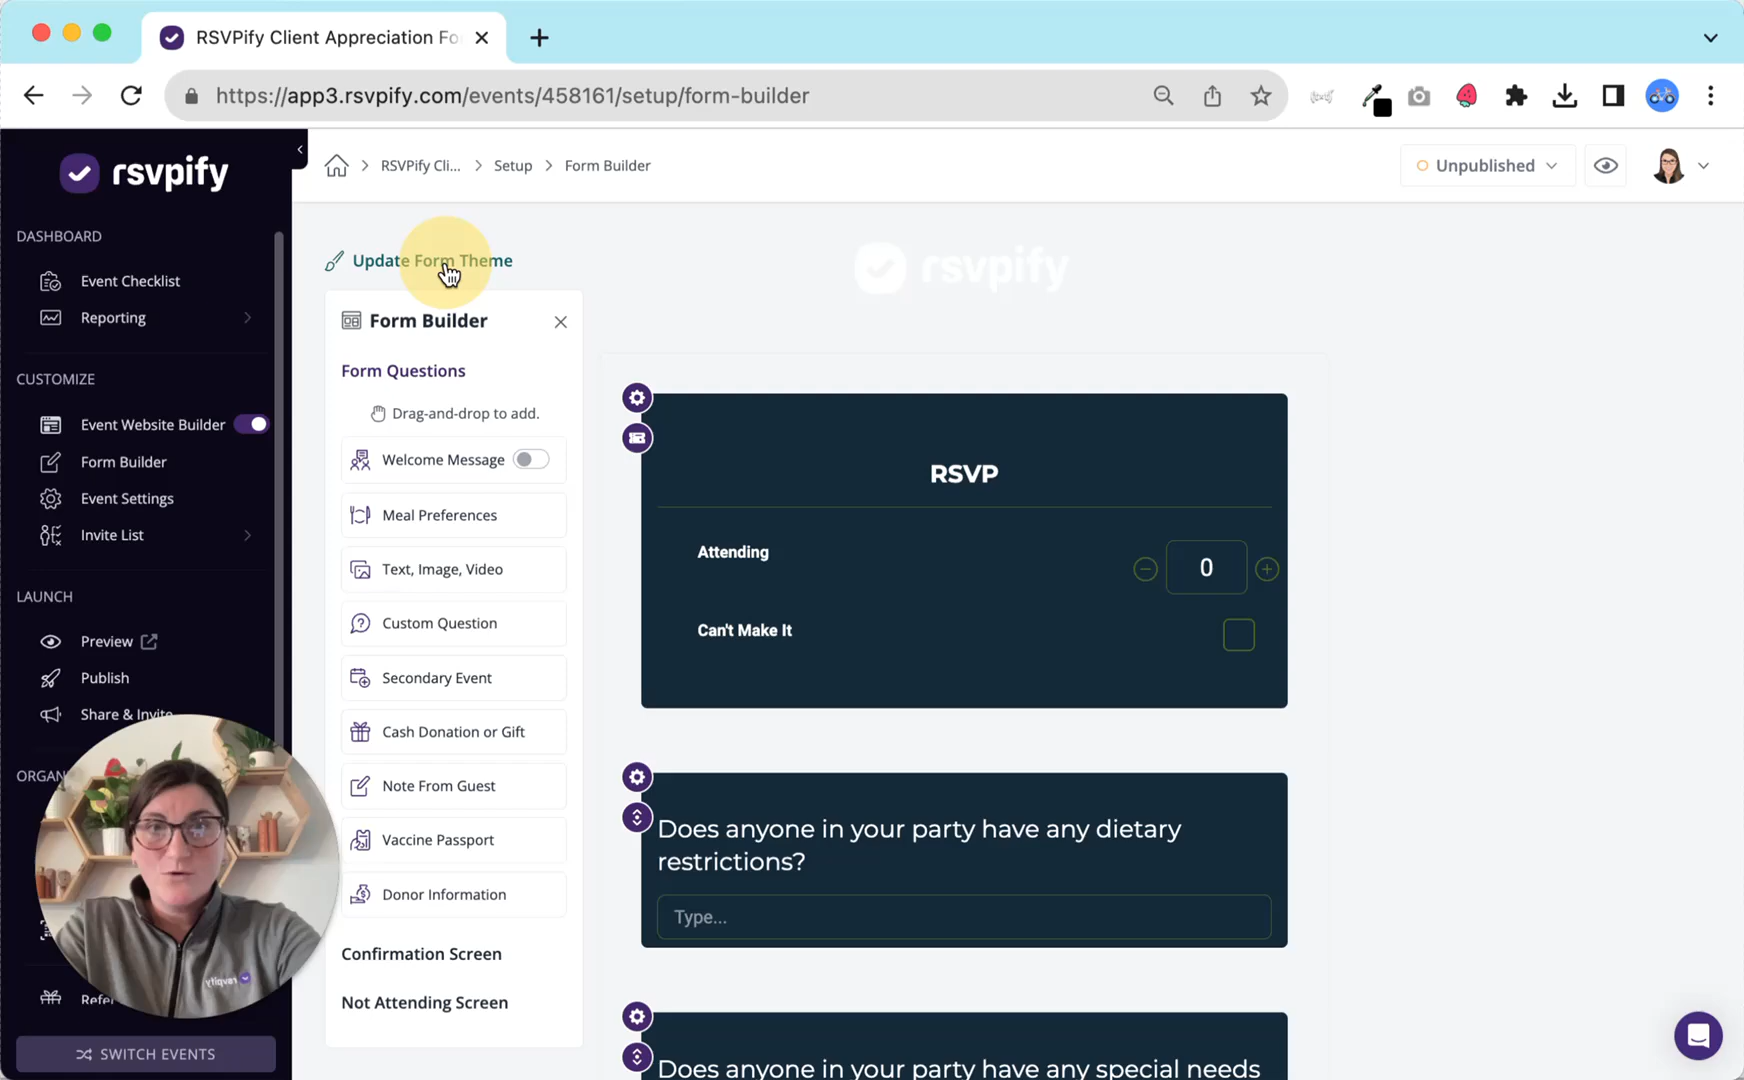 RSVPify Client Appreciation Fo
https://app3.rsvpify.com/events/458161/setup/form-builder
rsvpify
RSVPify Cli...
Setup
Form Builder
Unpublished
DASHBOARD
Event Checklist
Reporting
CUSTOMIZE
Event Website Builder
Form Builder
Event Settings
Invite List
LAUNCH
Preview
Publish
Share & Invite
ORGAN
Refer
SWITCH EVENTS
Update Form Theme
Form Builder
Form Questions
Drag-and-drop to add.
Welcome Message
Meal Preferences
Text, Image, Video
Custom Question
Secondary Event
Cash Donation or Gift
Note From Guest
Vaccine Passport
Donor Information
Confirmation Screen
Not Attending Screen
rsvpify
RSVP
Attending
0
Can't Make It
Does anyone in your party have any dietary
restrictions?
Type...
Does anyone in your party have any special needs
rsvpify